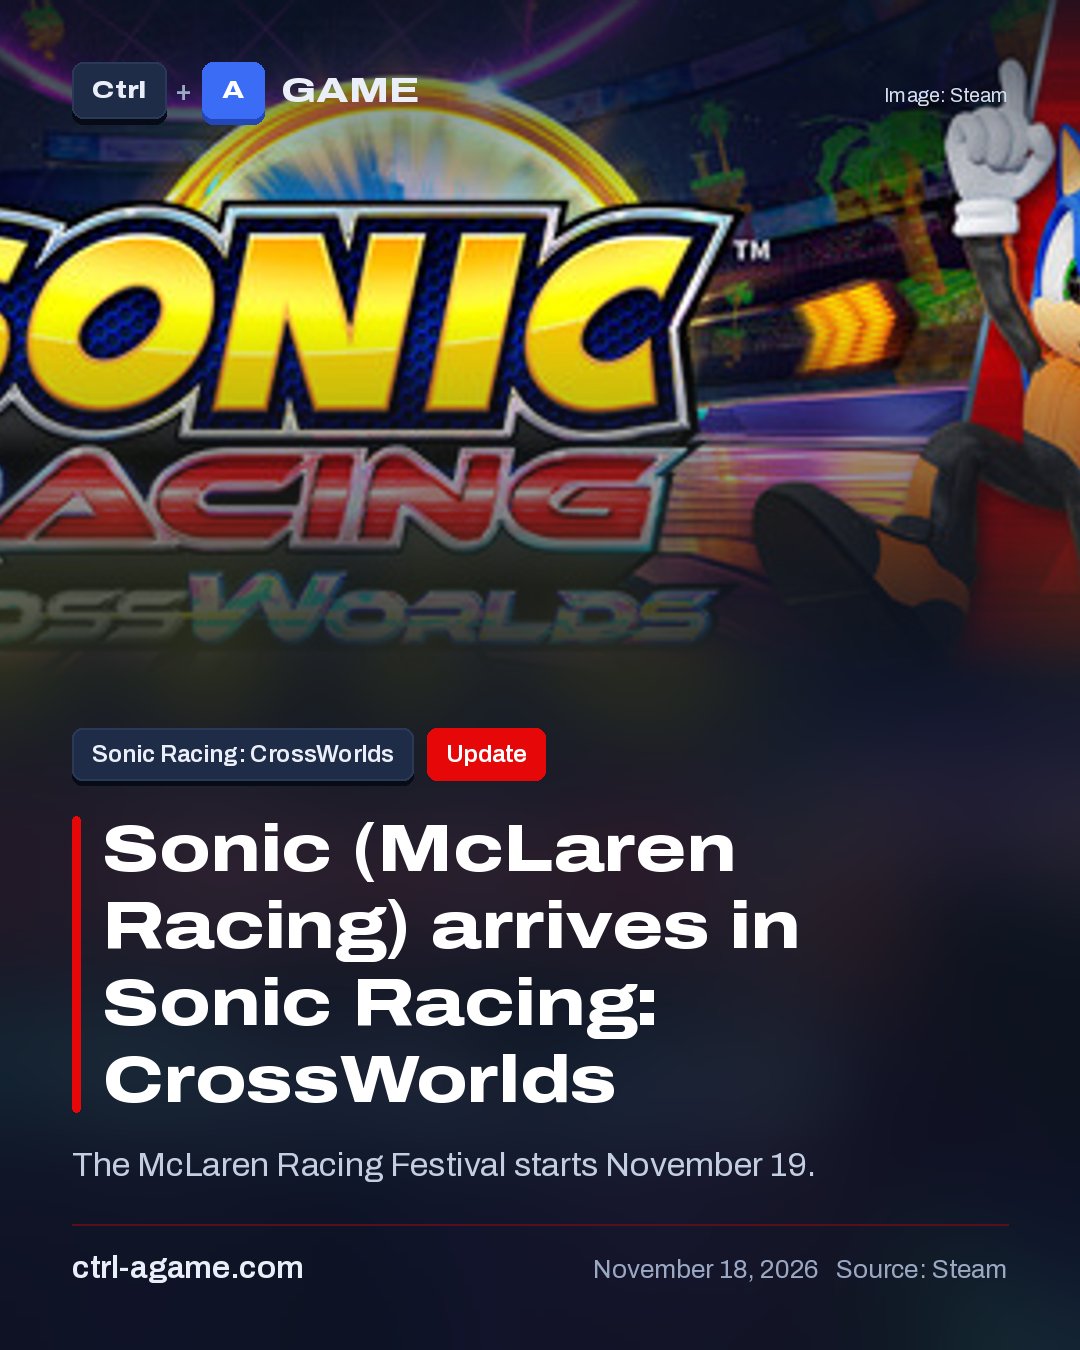 Ctrl + A GAME
Image: Steam
SONIC ™
RACING
CROSSWORLDS
Sonic Racing: CrossWorlds Update
Sonic (McLaren
Racing) arrives in
Sonic Racing:
CrossWorlds
The McLaren Racing Festival starts November 19.
ctrl-agame.com
November 18, 2026 Source: Steam